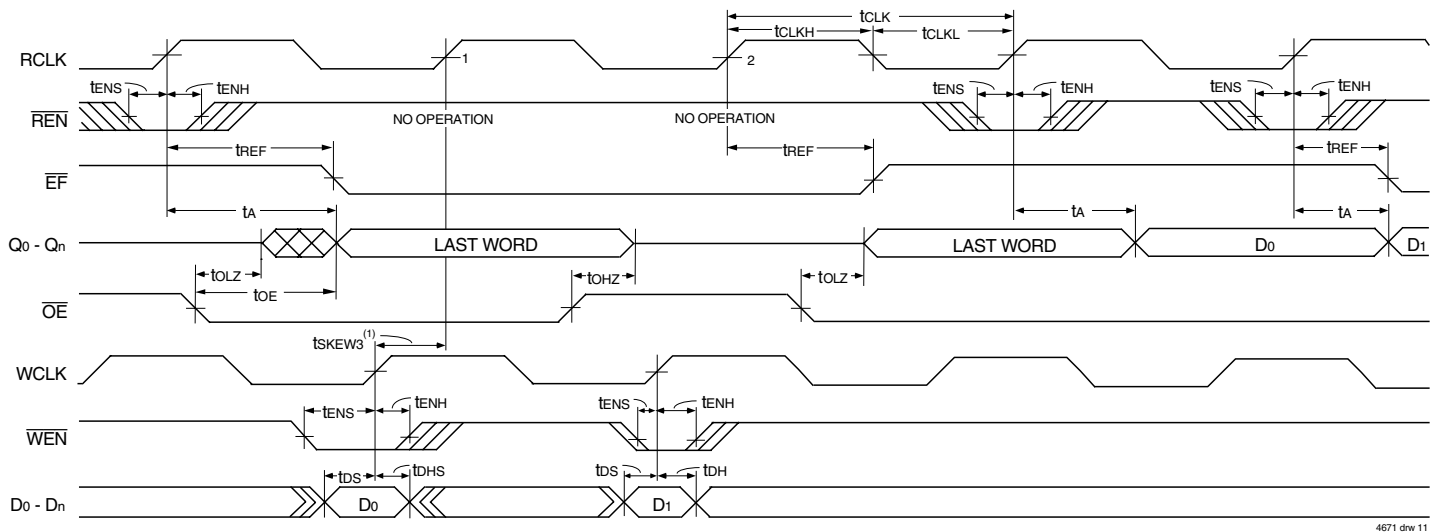 tCLK
tCLKH tCLKL
RCLK 1 2
tENS tENH tENS tENH tENS tENH
REN NO OPERATION NO OPERATION
tREF tREF tREF
EF
tA tA tA
Q0 - Qn LAST WORD LAST WORD D0 D1
tOLZ tOHZ tOLZ
tOE
OE
tSKEW3(1)
WCLK
tENS tENH tENS tENH
WEN
tDS tDHS tDS tDH
D0 - Dn D0 D1
4671 drw 11